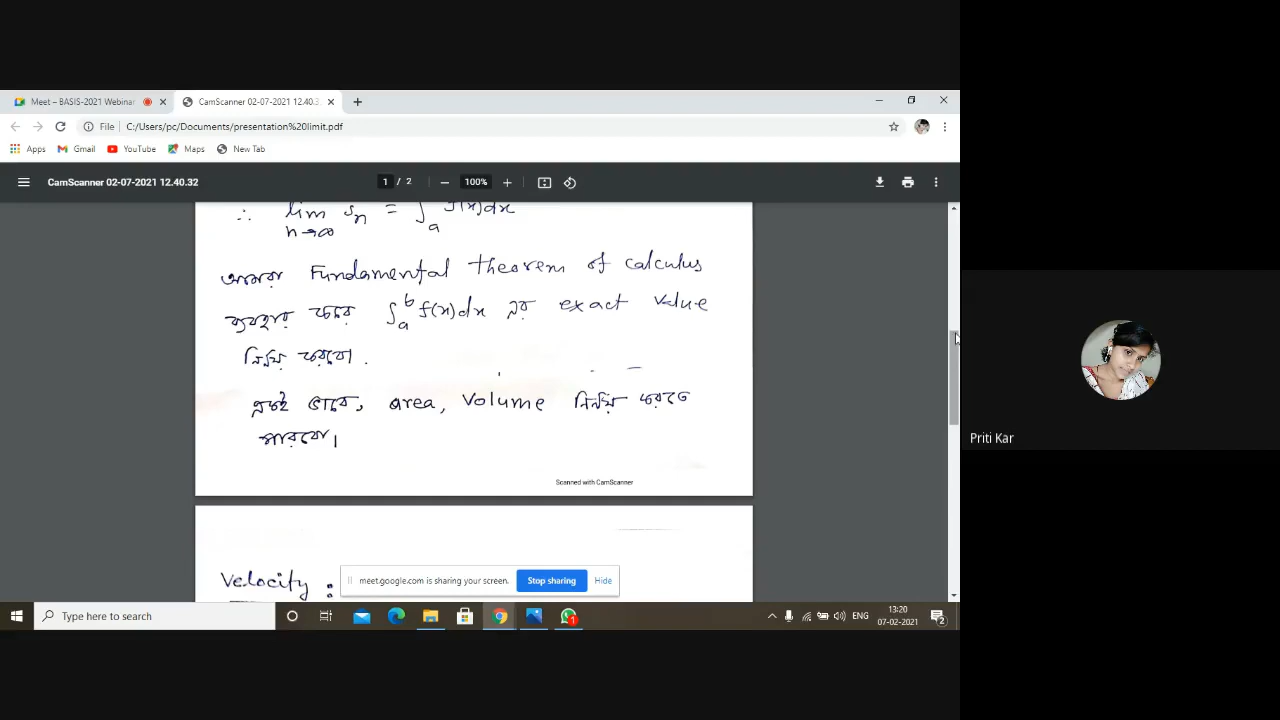 Meet – BASIS-2021 Webinar
CamScanner 02-07-2021 12.40.3
File
C:/Users/pc/Documents/presentation%20limit.pdf
Apps
Gmail
YouTube
Maps
New Tab
CamScanner 02-07-2021 12.40.32
1 / 2
100%
∴ lim n→∞ Sn = ∫a f(x)dx
আমরা Fundamental theorem of calculus
ব্যবহার করে ∫a^b f(x)dx এর exact value
নির্ণয় করবো।
একই ভাবে, area, volume নির্ণয় করতে
পারবো।
Scanned with CamScanner
Velocity :
meet.google.com is sharing your screen.
Stop sharing
Hide
Priti Kar
Type here to search
1
ENG
13:20
07-02-2021
2